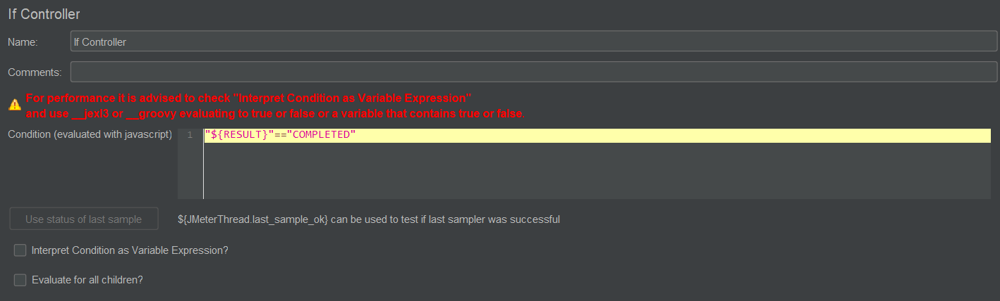 If Controller
Name: If Controller
Comments:
For performance it is advised to check "Interpret Condition as Variable Expression"
and use __jexl3 or __groovy evaluating to true or false or a variable that contains true or false.
Condition (evaluated with javascript) 1 "${RESULT}"=="COMPLETED"
Use status of last sample ${JMeterThread.last_sample_ok} can be used to test if last sampler was successful
Interpret Condition as Variable Expression?
Evaluate for all children?